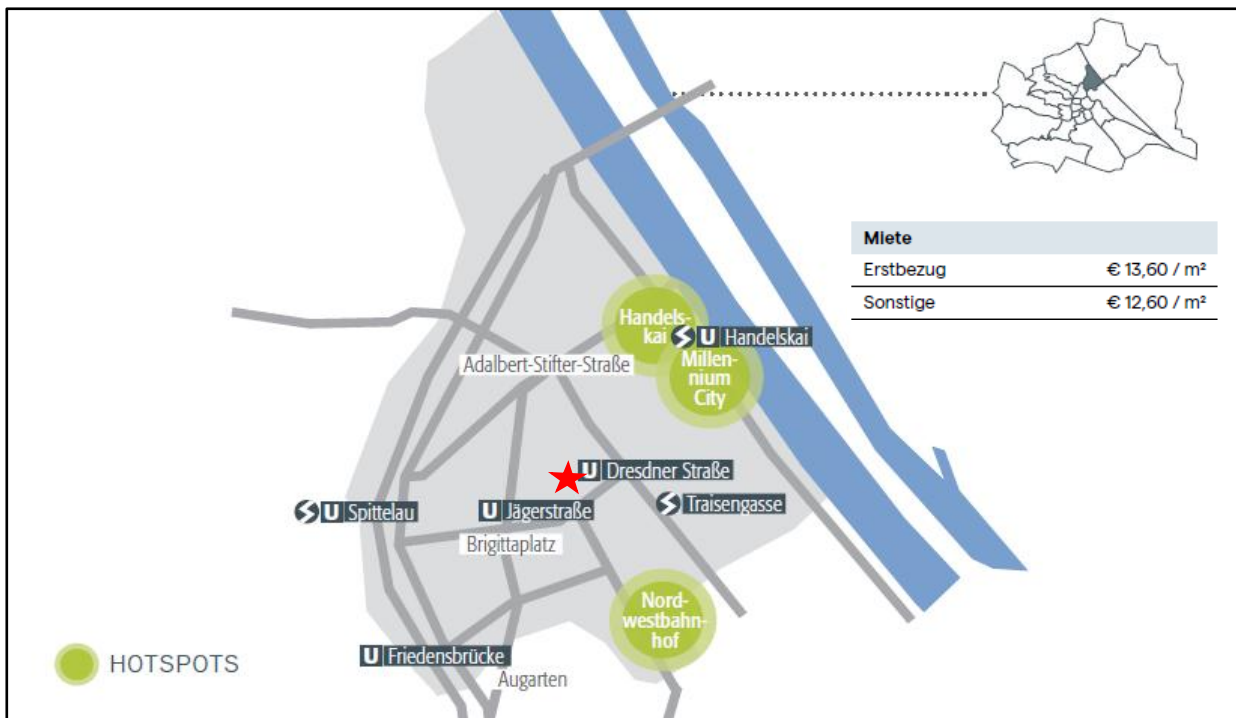 Miete
Erstbezug € 13,60 / m²
Sonstige € 12,60 / m²
Handels-
kai
U Handelskai
Millen-
nium
City
Adalbert-Stifter-Straße
U Dresdner Straße
U Spittelau
U Jägerstraße
Traisengasse
Brigittaplatz
Nord-
westbahn-
hof
U Friedensbrücke
HOTSPOTS
Augarten